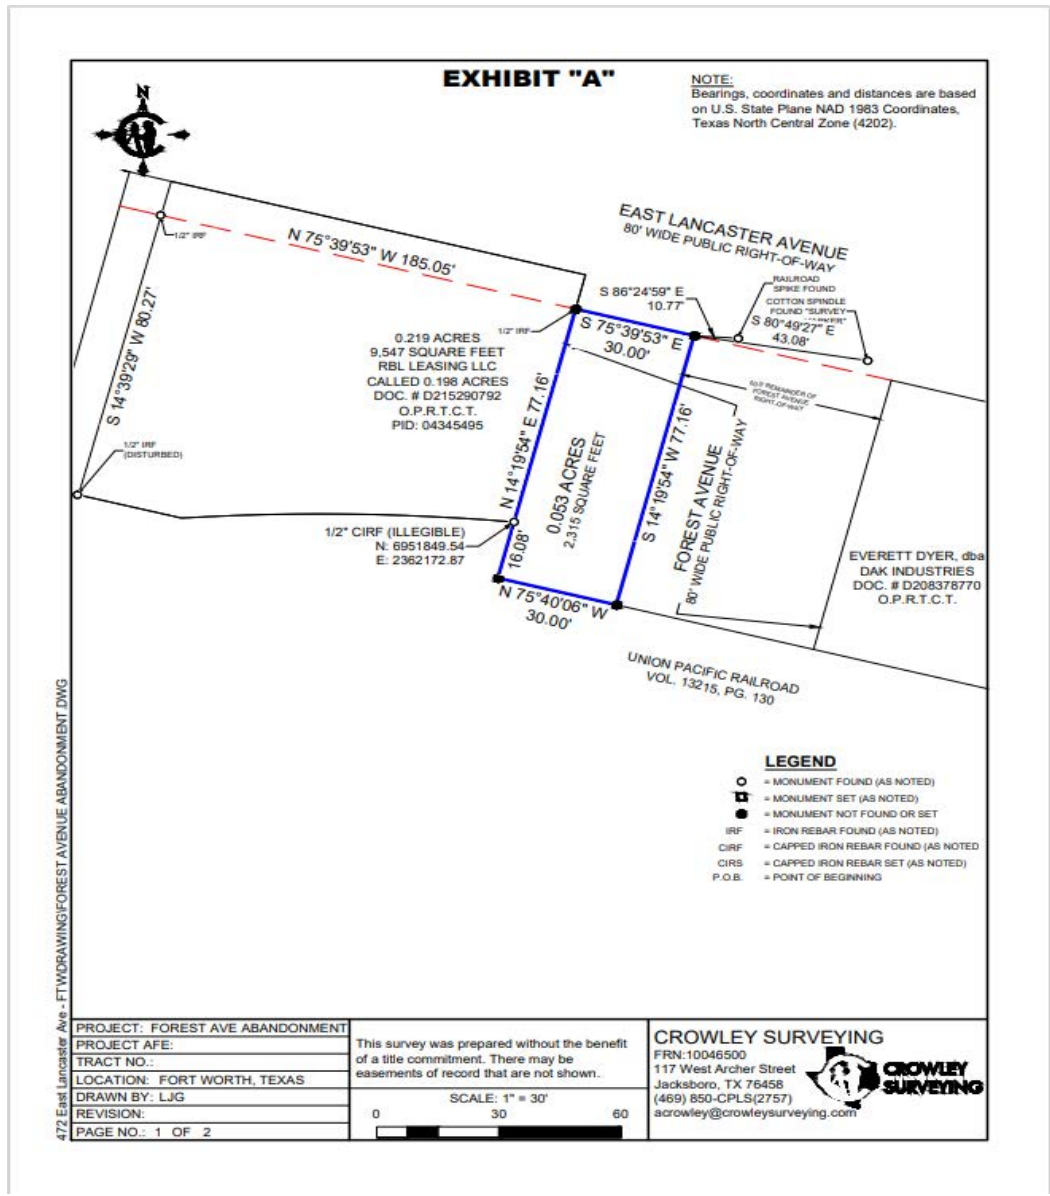 EXHIBIT "A"
NOTE:
Bearings, coordinates and distances are based
on U.S. State Plane NAD 1983 Coordinates,
Texas North Central Zone (4202).
N
EAST LANCASTER AVENUE
80' WIDE PUBLIC RIGHT-OF-WAY
1/2" IRF
N 75°39'53" W 185.05'
RAILROAD
SPIKE FOUND
S 86°24'59" E
10.77'
COTTON SPINDLE
FOUND "SURVEY
S 80°49'27" E
43.08'
S 14°39'29" W 80.27'
1/2" IRF
S 75°39'53" E
30.00'
0.219 ACRES
9,547 SQUARE FEET
RBL LEASING LLC
CALLED 0.198 ACRES
DOC. # D215290792
O.P.R.T.C.T.
PID: 04345495
REMAINDER OF
FOREST AVENUE
RIGHT-OF-WAY
1/2" IRF
(DISTURBED)
N 14°19'54" E 77.16'
0.053 ACRES
2,315 SQUARE FEET
S 14°19'54" W 77.16'
FOREST AVENUE
80' WIDE PUBLIC RIGHT-OF-WAY
1/2" CIRF (ILLEGIBLE)
N: 6951849.54
E: 2362172.87
16.08'
EVERETT DYER, dba
DAK INDUSTRIES
DOC. # D208378770
O.P.R.T.C.T.
N 75°40'06" W
30.00'
UNION PACIFIC RAILROAD
VOL. 13215, PG. 130
LEGEND
= MONUMENT FOUND (AS NOTED)
= MONUMENT SET (AS NOTED)
= MONUMENT NOT FOUND OR SET
IRF = IRON REBAR FOUND (AS NOTED)
CIRF = CAPPED IRON REBAR FOUND (AS NOTED
CIRS = CAPPED IRON REBAR SET (AS NOTED)
P.O.B. = POINT OF BEGINNING
472 East Lancaster Ave - FTW\DRAWING\FOREST AVENUE ABANDONMENT.DWG
PROJECT: FOREST AVE ABANDONMENT
PROJECT AFE:
TRACT NO.:
LOCATION: FORT WORTH, TEXAS
DRAWN BY: LJG
REVISION:
PAGE NO.: 1 OF 2
This survey was prepared without the benefit
of a title commitment. There may be
easements of record that are not shown.
SCALE: 1" = 30'
0 30 60
CROWLEY SURVEYING
FRN:10046500
117 West Archer Street
Jacksboro, TX 76458
(469) 850-CPLS(2757)
acrowley@crowleysurveying.com
CROWLEY
SURVEYING